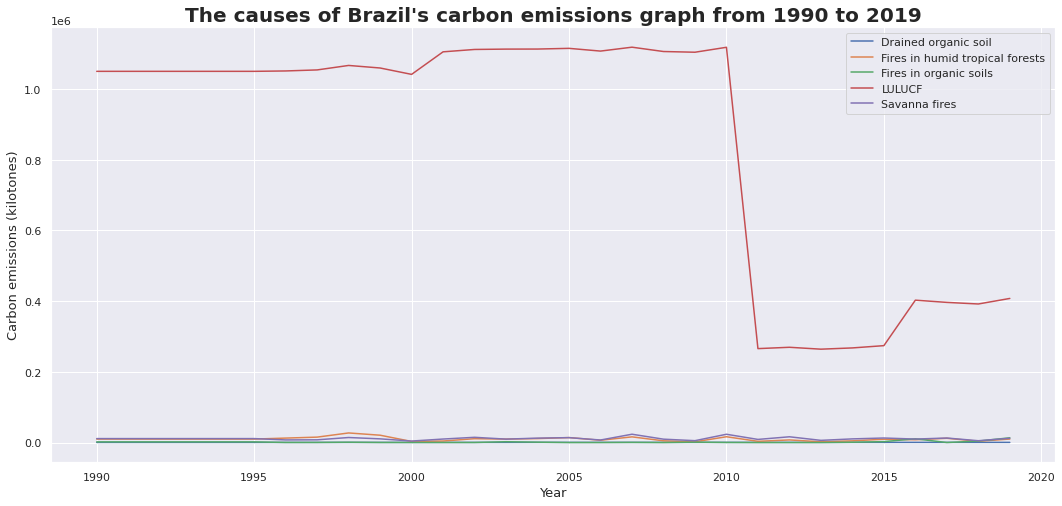 The causes of Brazil's carbon emissions graph from 1990 to 2019
1e6
Drained organic soil
Fires in humid tropical forests
Fires in organic soils
LULUCF
Savanna fires
Carbon emissions (kilotones)
1.0
0.8
0.6
0.4
0.2
0.0
1990 1995 2000 2005 2010 2015 2020
Year